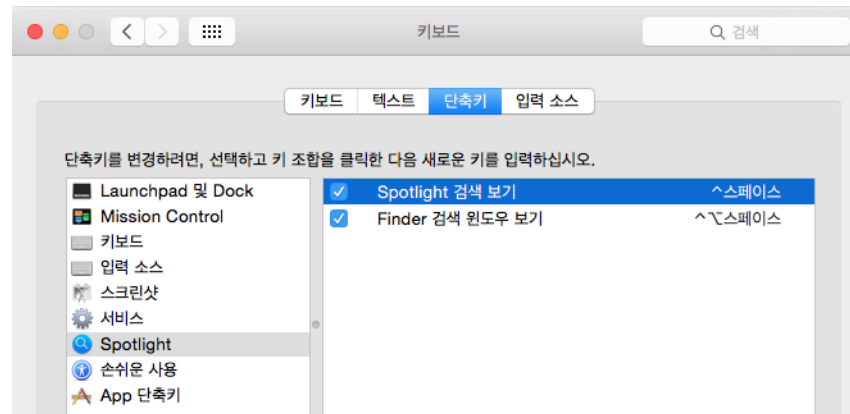 키보드
검색
키보드 텍스트 단축키 입력 소스
단축키를 변경하려면, 선택하고 키 조합을 클릭한 다음 새로운 키를 입력하십시오.
Launchpad 및 Dock
Mission Control
키보드
입력 소스
스크린샷
서비스
Spotlight
손쉬운 사용
App 단축키
Spotlight 검색 보기 ^스페이스
Finder 검색 윈도우 보기 ^⌥스페이스